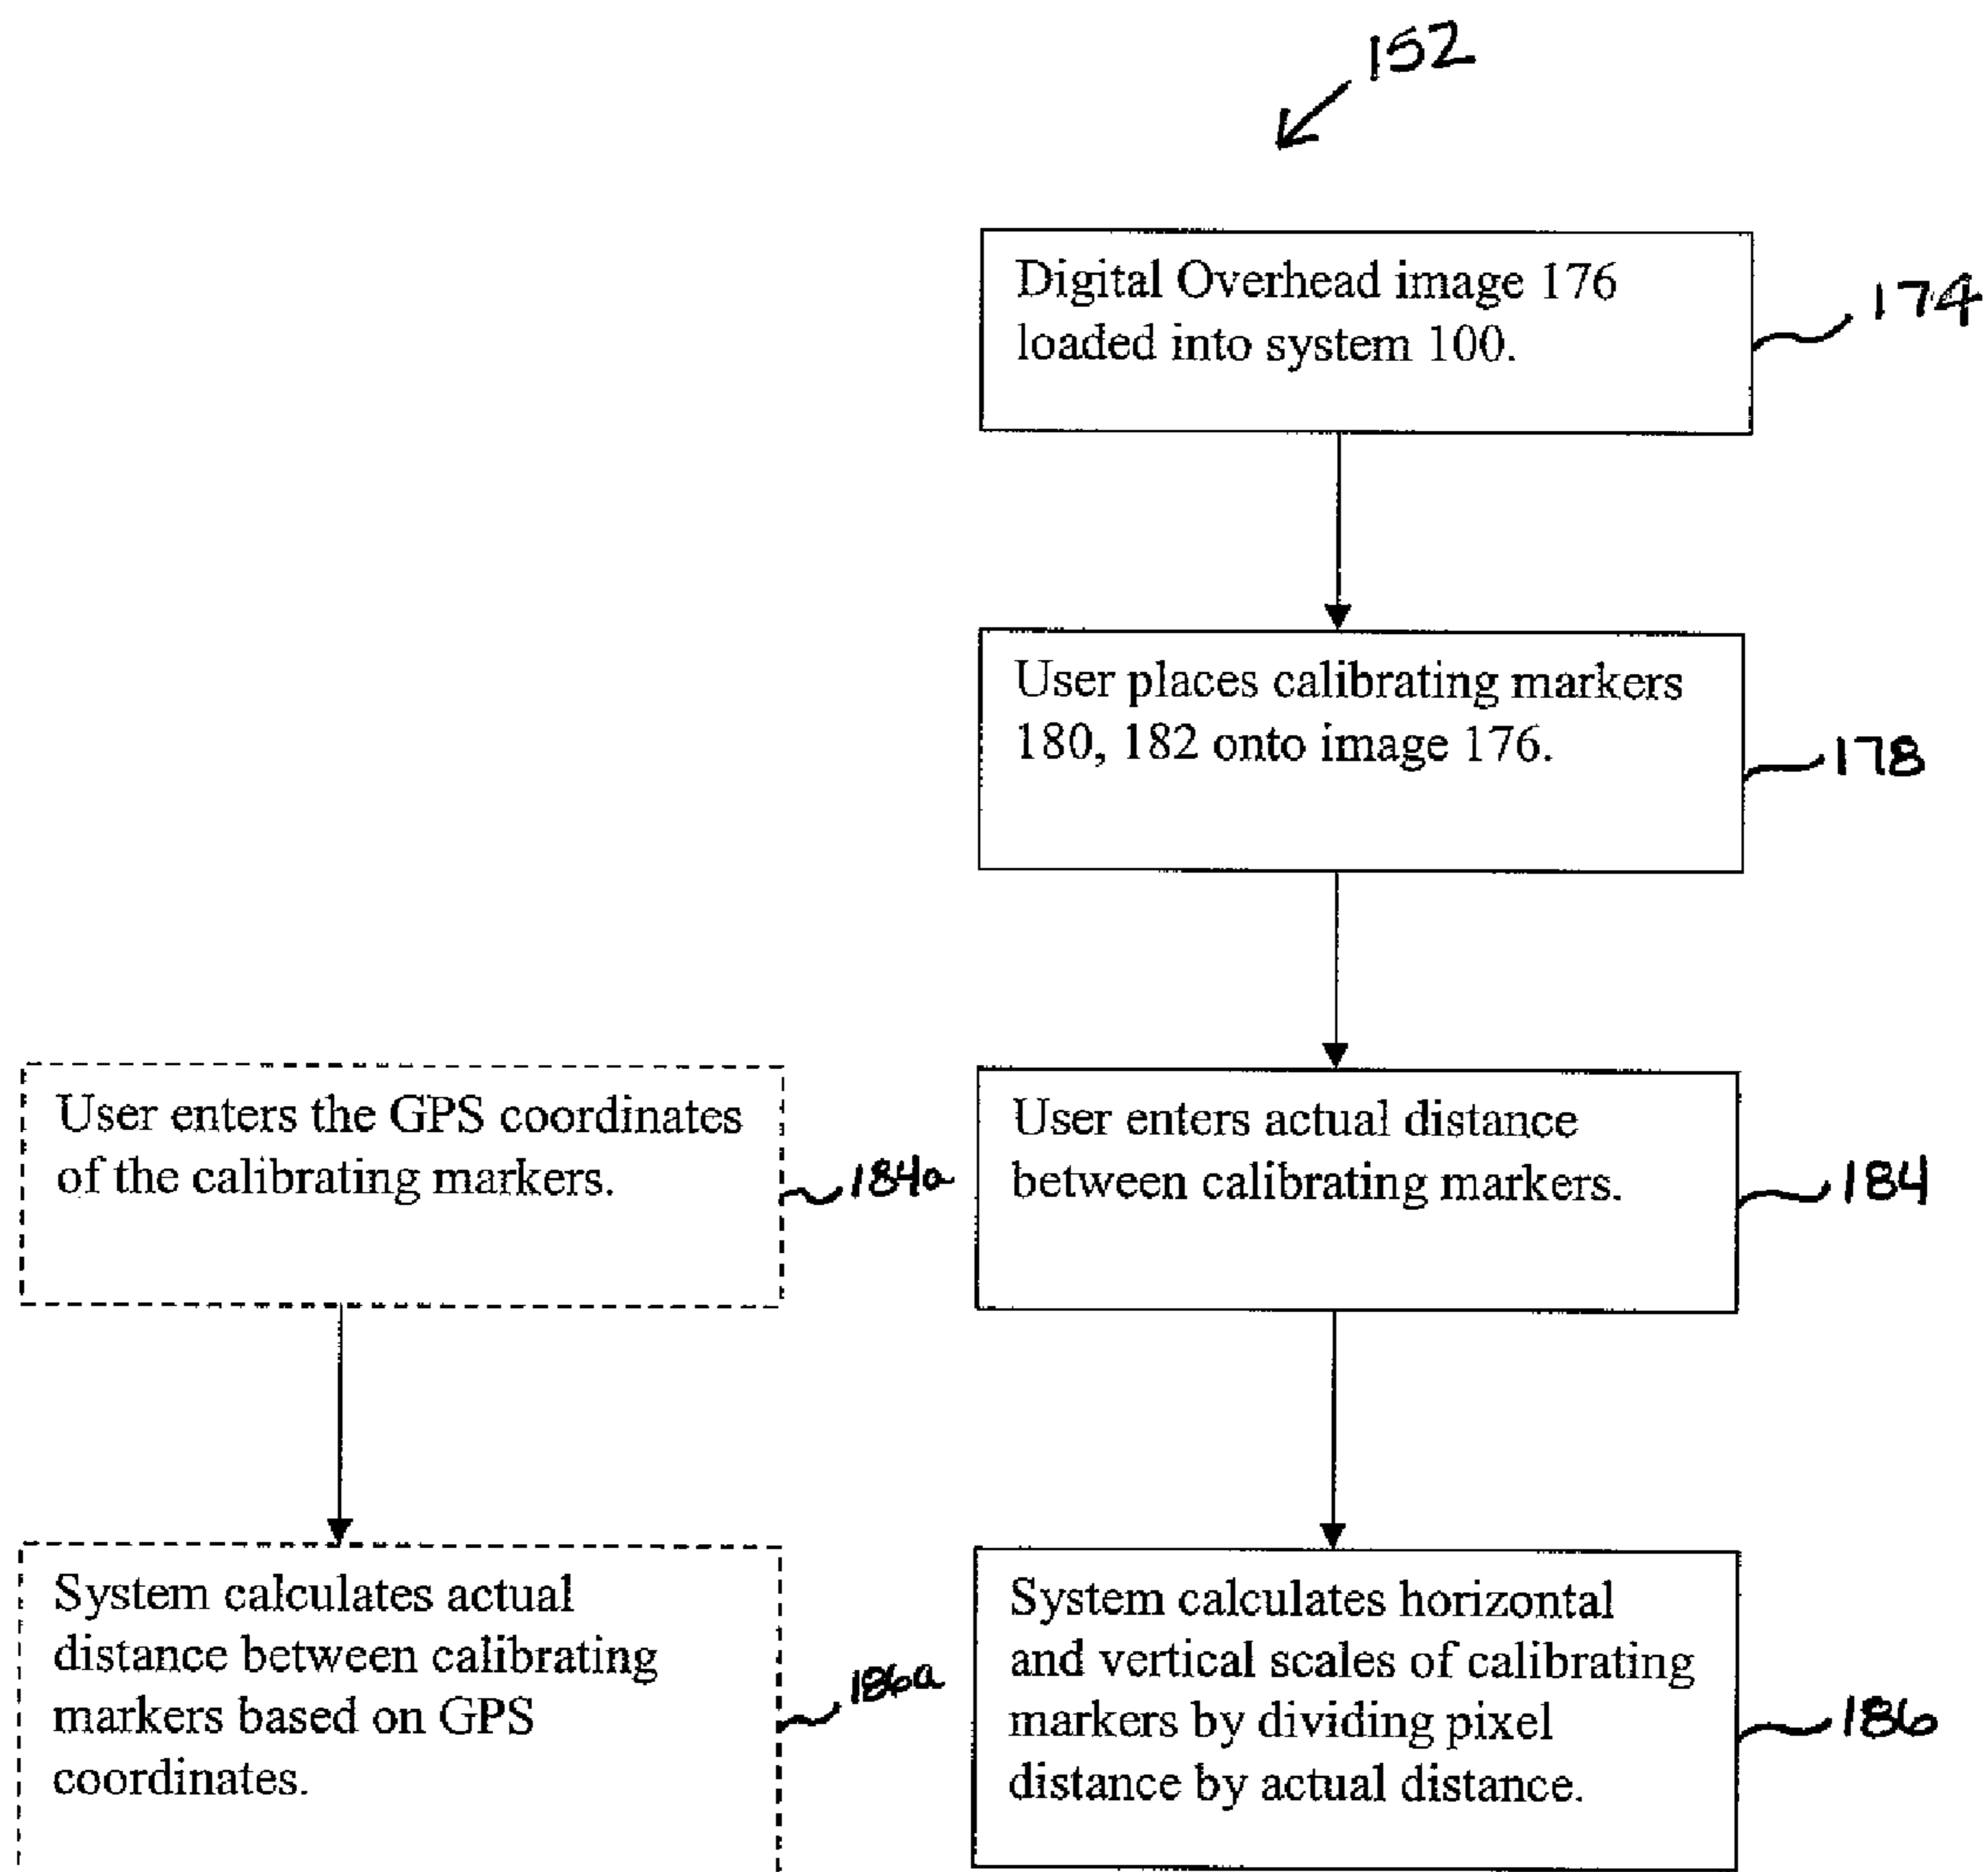 152
Digital Overhead image 176
loaded into system 100.
174
User places calibrating markers
180, 182 onto image 176.
178
User enters the GPS coordinates
of the calibrating markers.
184a
User enters actual distance
between calibrating markers.
184
System calculates actual
distance between calibrating
markers based on GPS
coordinates.
186a
System calculates horizontal
and vertical scales of calibrating
markers by dividing pixel
distance by actual distance.
186